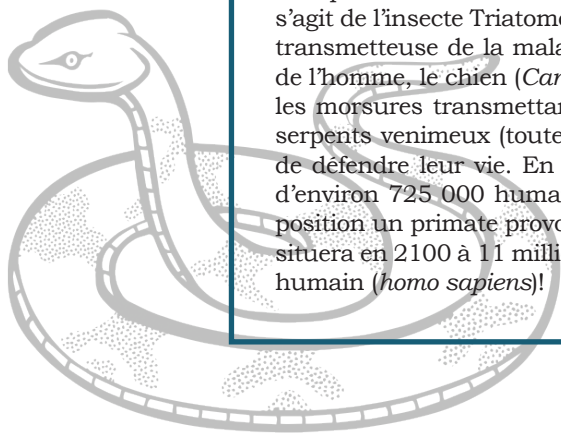 s’agit de l’insecte Triatome
transmetteuse de la mala
de l’homme, le chien (Can
les morsures transmettan
serpents venimeux (toute
de défendre leur vie. En
d’environ 725 000 huma
position un primate provo
situera en 2100 à 11 milli
humain (homo sapiens)!